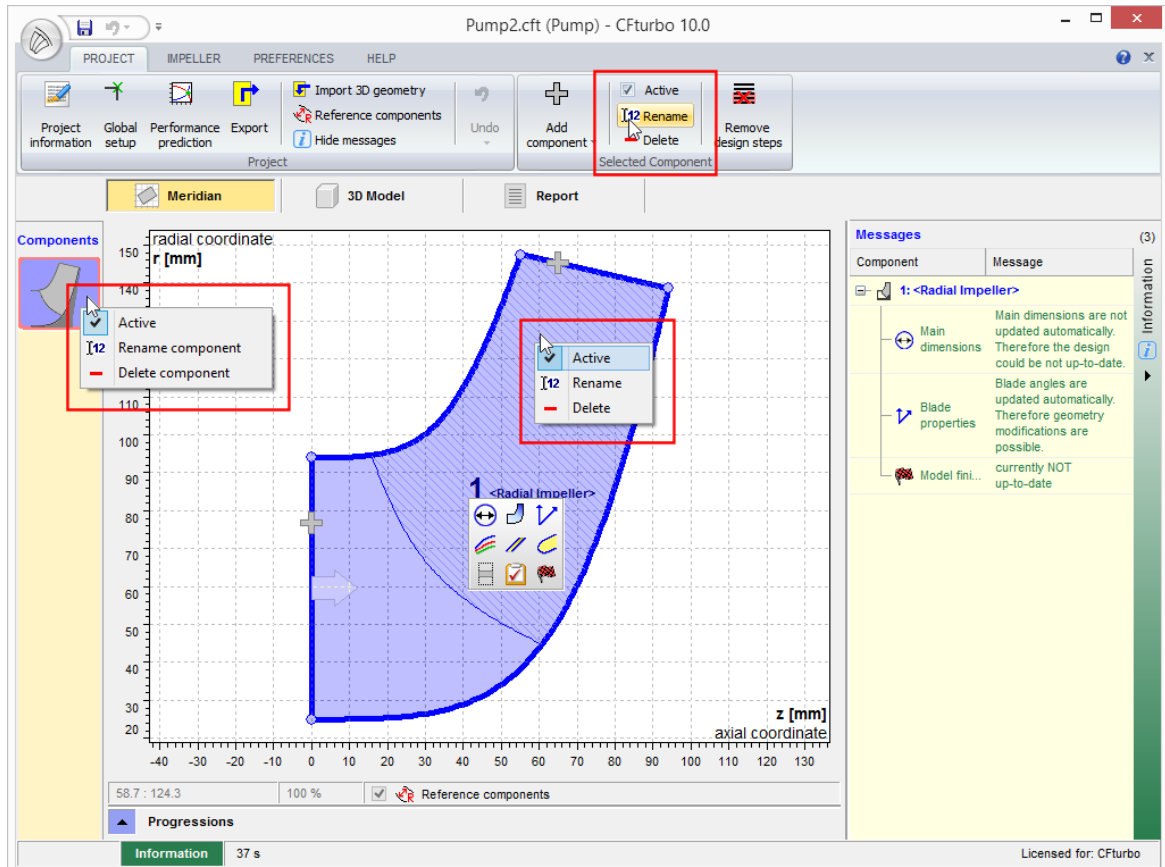 Pump2.cft (Pump) - CFturbo 10.0
PROJECT IMPELLER PREFERENCES HELP
Project information
Global setup
Performance prediction
Export
Import 3D geometry
Reference components
Hide messages
Undo
Project
Add component
Active
Rename
Delete
Selected Component
Remove design steps
Meridian
3D Model
Report
Components
Active
Rename component
Delete component
radial coordinate
r [mm]
150
140
110
100
90
80
70
60
50
40
30
20
Active
Rename
Delete
1 <Radial Impeller>
z [mm]
axial coordinate
-40 -30 -20 -10 0 10 20 30 40 50 60 70 80 90 100 110 120 130
58.7 : 124.3
100 %
Reference components
Progressions
Messages
(3)
Component Message
1: <Radial Impeller>
Main dimensions
Main dimensions are not
updated automatically.
Therefore the design
could be not up-to-date.
Blade properties
Blade angles are
updated automatically.
Therefore geometry
modifications are
possible.
Model fini...
currently NOT
up-to-date
Information
Information
37 s
Licensed for: CFturbo